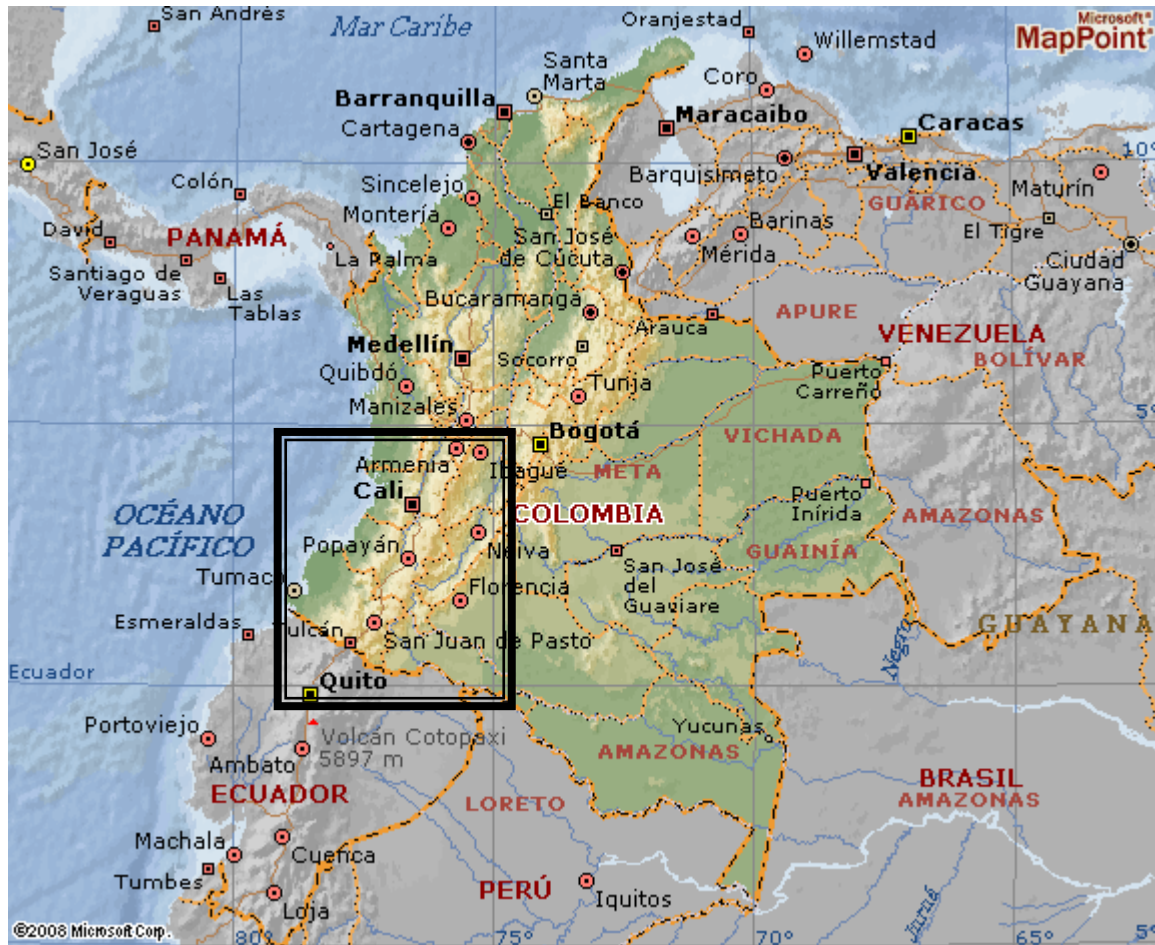 San Andrés
Mar Caribe
Oranjestad
Microsoft®
MapPoint®
Willemstad
Santa
Marta
Coro
Barranquilla
Maracaibo
Caracas
Cartagena
San José
10°
Valencia
Barquisimeto
Maturín
Colón
Sincelejo
El Banco
GUÁRICO
Montería
Barinas
David
PANAMÁ
San José
de Cúcuta
El Tigre
Mérida
La Palma
Ciudad
Guayana
Santiago de
Veraguas
Las
Tablas
Bucaramanga
APURE
Arauca
VENEZUELA
BOLÍVAR
Medellín
Socorro
Puerto
Carreño
Quibdó
Tunja
Manizales
5°
Bogotá
VICHADA
Armenia
Ibagué
META
Cali
Puerto
Inírida
OCÉANO
PACÍFICO
COLOMBIA
AMAZONAS
Popayán
Neiva
GUAINÍA
San José
del
Guaviare
Tumaco
Florencia
Esmeraldas
Tulcán
San Juan de Pasto
Negro
GUAYANA
Ecuador
Quito
Portoviejo
Volcán Cotopaxi
5897 m
Yucunas
AMAZONAS
Ambato
ECUADOR
LORETO
BRASIL
AMAZONAS
Machala
Cuenca
Tumbes
PERÚ
Iquitos
Loja
Juruá
©2008 Microsoft Corp.
80°
75°
70°
65°
5°